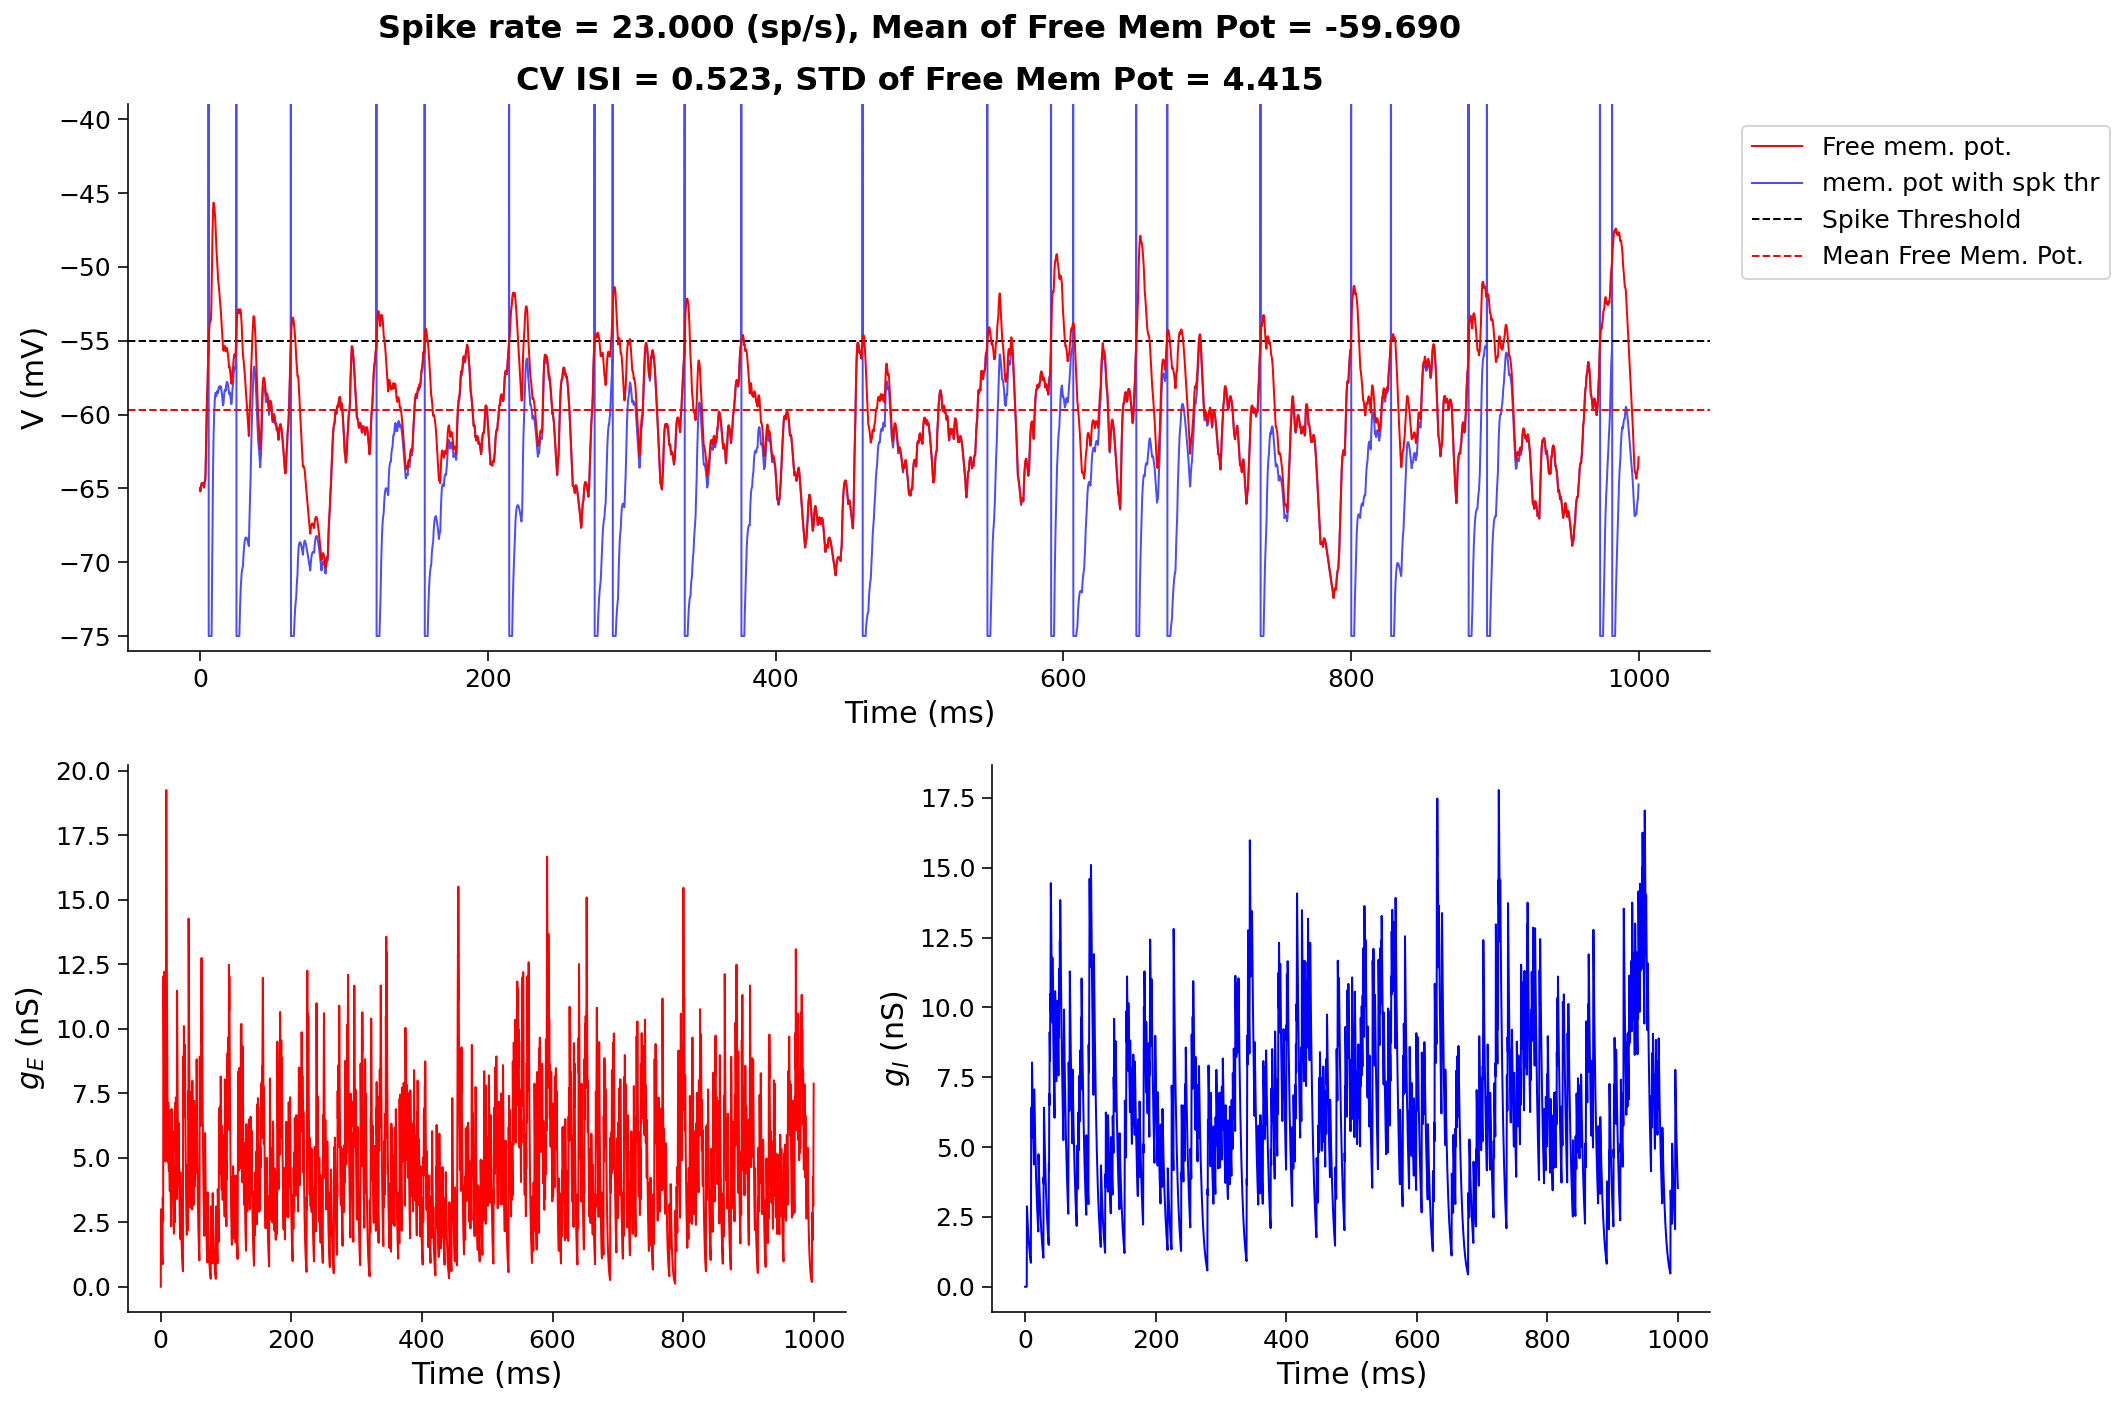 Spike rate = 23.000 (sp/s), Mean of Free Mem Pot = -59.690
CV ISI = 0.523, STD of Free Mem Pot = 4.415
−40
−45
−50
−55
−60
−65
−70
−75
V (mV)
0 200 400 600 800 1000
Time (ms)
Free mem. pot.
mem. pot with spk thr
Spike Threshold
Mean Free Mem. Pot.
20.0
17.5
15.0
12.5
10.0
7.5
5.0
2.5
0.0
g_E (nS)
0 200 400 600 800 1000
Time (ms)
17.5
15.0
12.5
10.0
7.5
5.0
2.5
0.0
g_I (nS)
0 200 400 600 800 1000
Time (ms)